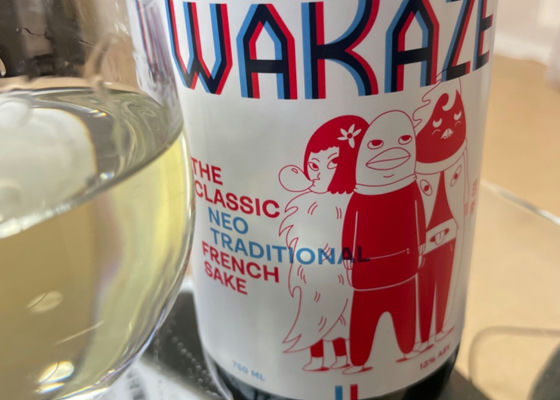 WAKAZE
THE
CLASSIC
NEO
TRADITIONAL
FRENCH
SAKE
750 ML
13% ALC